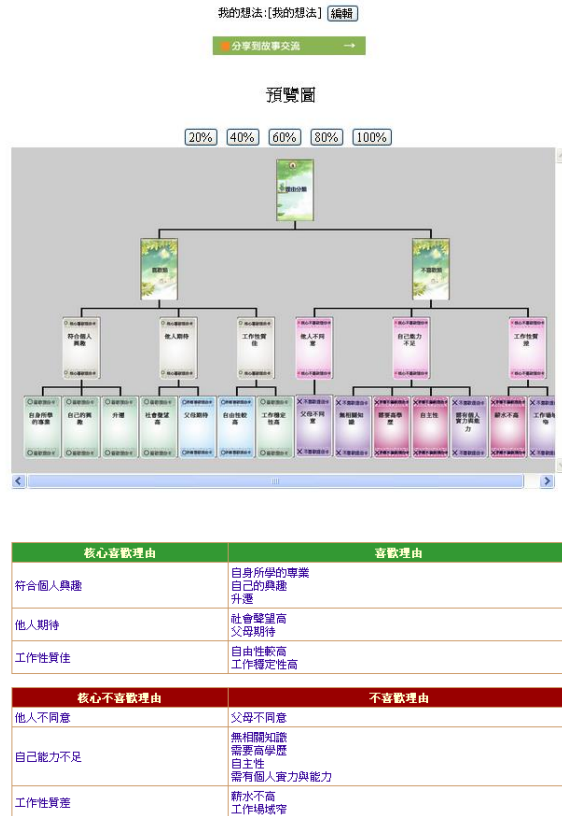 我的想法:[我的想法] 編輯
分享到故事交流 →
預覽圖
20% 40% 60% 80% 100%
理由分類
喜歡類 不喜歡類
符合個人
興趣
他人期待
工作性質
佳
他人不同
意
自己能力
不足
工作性質
差
自身所學
的專業
自己的興
趣
升遷
社會聲望
高
父母期待
自由性較
高
工作穩定
性高
父母不同
意
無相關知
識
需要高學
歷
自主性
需有個人
實力與能
力
薪水不高
工作場域
窄
核心喜歡理由 喜歡理由
符合個人興趣
自身所學的專業
自己的興趣
升遷
他人期待
社會聲望高
父母期待
工作性質佳
自由性較高
工作穩定性高
核心不喜歡理由 不喜歡理由
他人不同意 父母不同意
自己能力不足
無相關知識
需要高學歷
自主性
需有個人實力與能力
工作性質差
薪水不高
工作場域窄